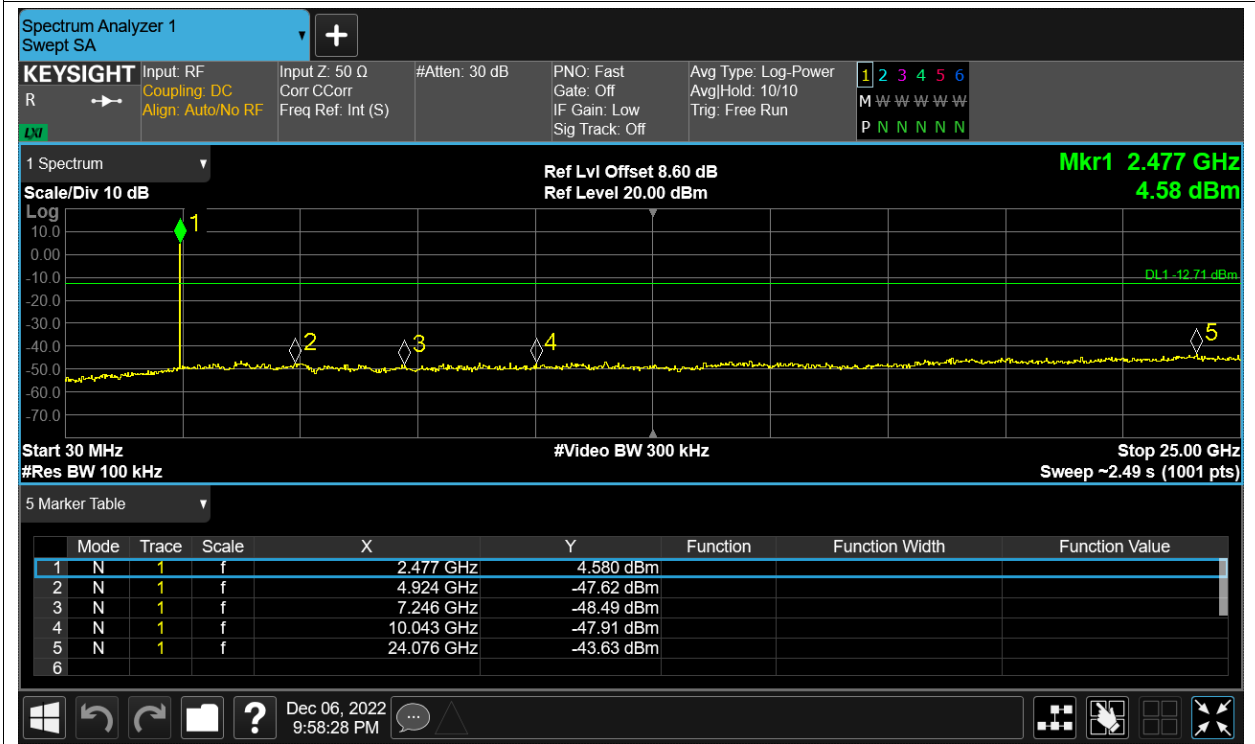 Spectrum Analyzer 1
Swept SA
+
KEYSIGHT
R
LXI
Input: RF
Coupling: DC
Align: Auto/No RF
Input Z: 50 Ω
Corr CCorr
Freq Ref: Int (S)
#Atten: 30 dB
PNO: Fast
Gate: Off
IF Gain: Low
Sig Track: Off
Avg Type: Log-Power
Avg|Hold: 10/10
Trig: Free Run
1 2 3 4 5 6
M W W W W W
P N N N N N
1 Spectrum
Scale/Div 10 dB
Ref Lvl Offset 8.60 dB
Ref Level 20.00 dBm
Mkr1 2.477 GHz
4.58 dBm
Log
10.0
0.00
-10.0
-20.0
-30.0
-40.0
-50.0
-60.0
-70.0
1
2
3
4
5
DL1 -12.71 dBm
Start 30 MHz
#Video BW 300 kHz
Stop 25.00 GHz
#Res BW 100 kHz
Sweep ~2.49 s (1001 pts)
5 Marker Table
Mode Trace Scale X Y Function Function Width Function Value
1 N 1 f 2.477 GHz 4.580 dBm
2 N 1 f 4.924 GHz -47.62 dBm
3 N 1 f 7.246 GHz -48.49 dBm
4 N 1 f 10.043 GHz -47.91 dBm
5 N 1 f 24.076 GHz -43.63 dBm
6
?
Dec 06, 2022
9:58:28 PM